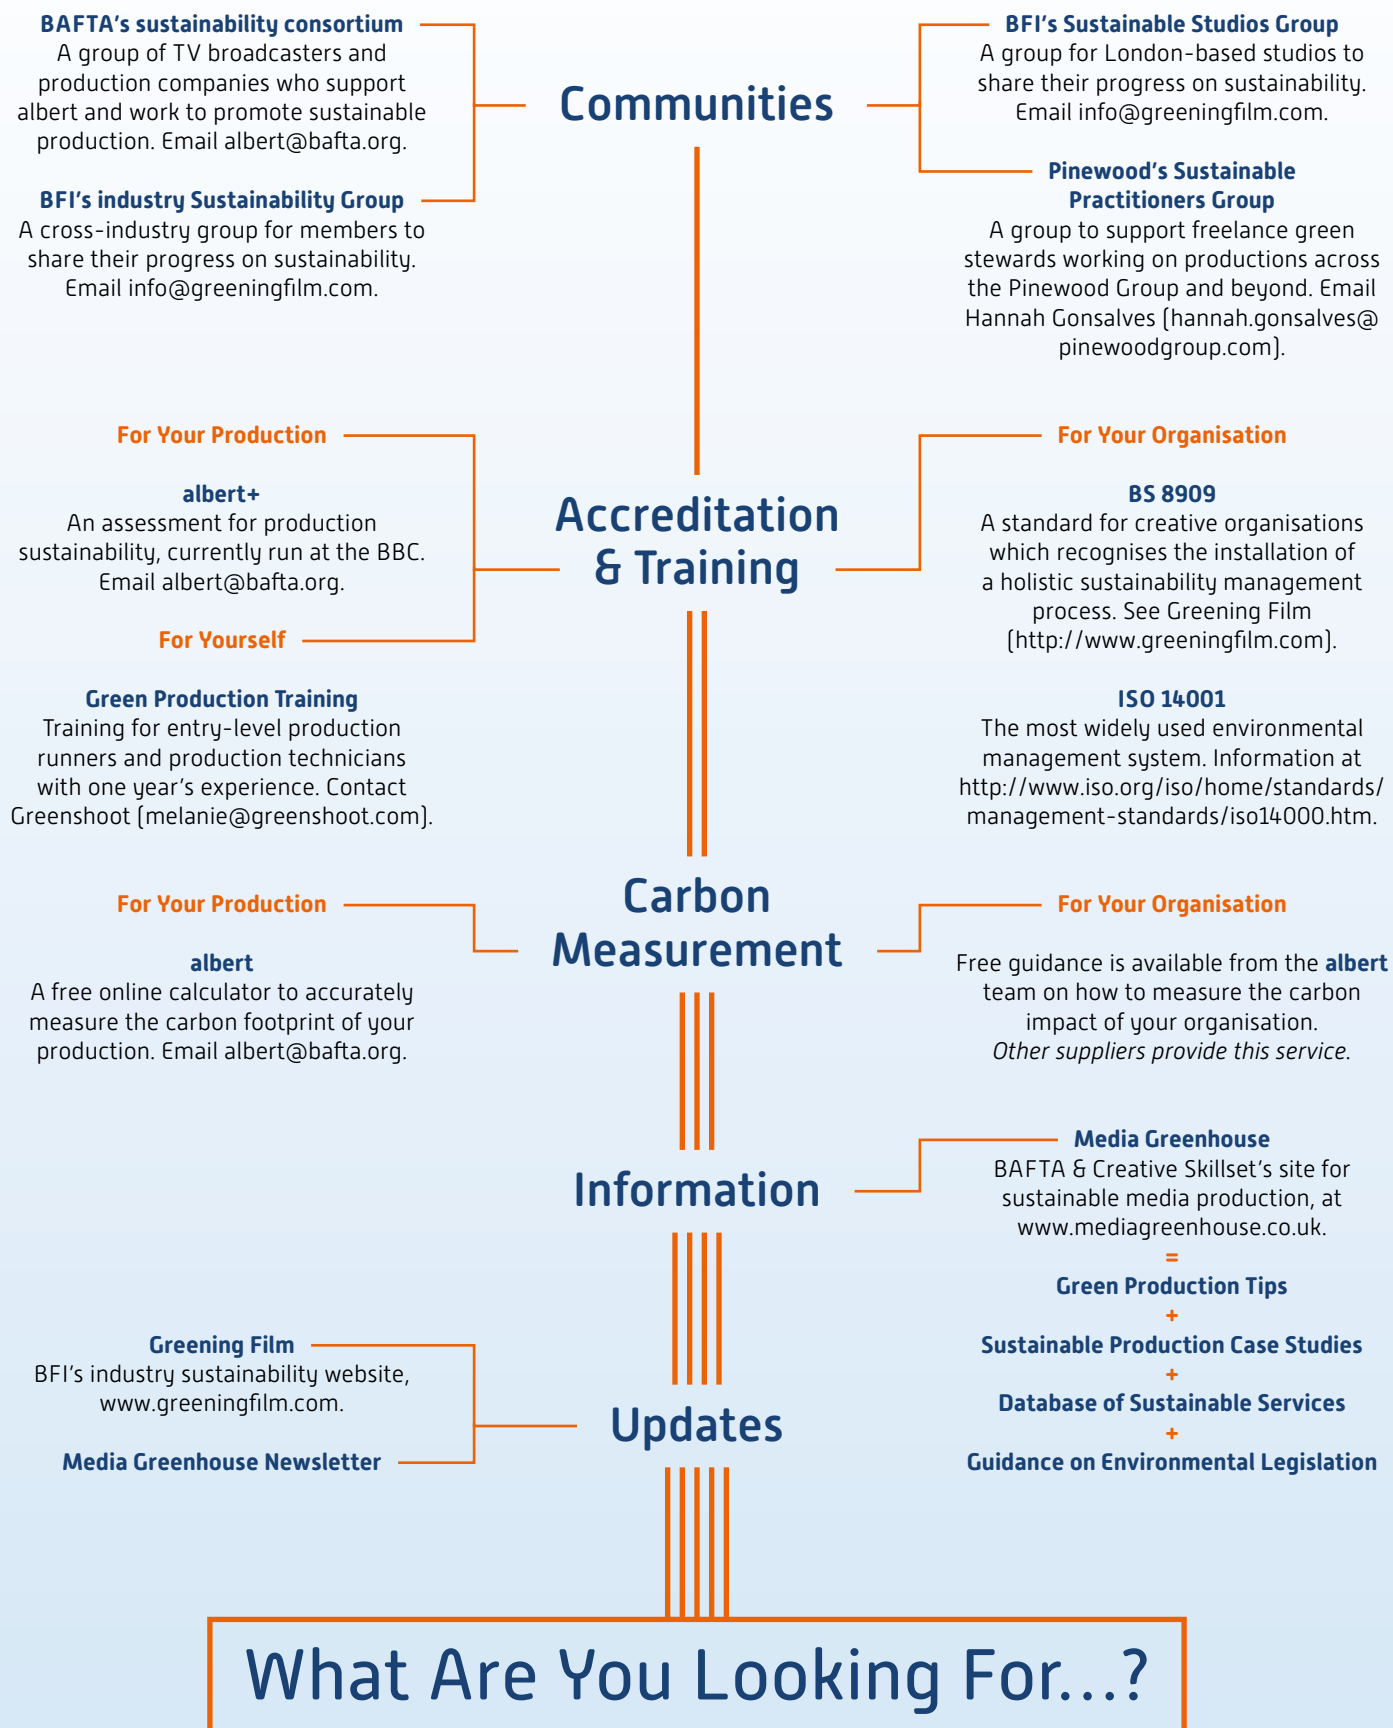 BAFTA's sustainability consortium
A group of TV broadcasters and
production companies who support
albert and work to promote sustainable
production. Email albert@bafta.org.
BFI's industry Sustainability Group
A cross-industry group for members to
share their progress on sustainability.
Email info@greeningfilm.com.
Communities
BFI's Sustainable Studios Group
A group for London-based studios to
share their progress on sustainability.
Email info@greeningfilm.com.
Pinewood's Sustainable
Practitioners Group
A group to support freelance green
stewards working on productions across
the Pinewood Group and beyond. Email
Hannah Gonsalves (hannah.gonsalves@
pinewoodgroup.com).
For Your Production
albert+
An assessment for production
sustainability, currently run at the BBC.
Email albert@bafta.org.
For Yourself
Green Production Training
Training for entry-level production
runners and production technicians
with one year's experience. Contact
Greenshoot (melanie@greenshoot.com).
Accreditation
& Training
For Your Organisation
BS 8909
A standard for creative organisations
which recognises the installation of
a holistic sustainability management
process. See Greening Film
(http://www.greeningfilm.com).
ISO 14001
The most widely used environmental
management system. Information at
http://www.iso.org/iso/home/standards/
management-standards/iso14000.htm.
For Your Production
albert
A free online calculator to accurately
measure the carbon footprint of your
production. Email albert@bafta.org.
Carbon
Measurement
For Your Organisation
Free guidance is available from the albert
team on how to measure the carbon
impact of your organisation.
Other suppliers provide this service.
Information
Media Greenhouse
BAFTA & Creative Skillset's site for
sustainable media production, at
www.mediagreenhouse.co.uk.
=
Green Production Tips
+
Sustainable Production Case Studies
+
Database of Sustainable Services
+
Guidance on Environmental Legislation
Greening Film
BFI's industry sustainability website,
www.greeningfilm.com.
Media Greenhouse Newsletter
Updates
What Are You Looking For...?